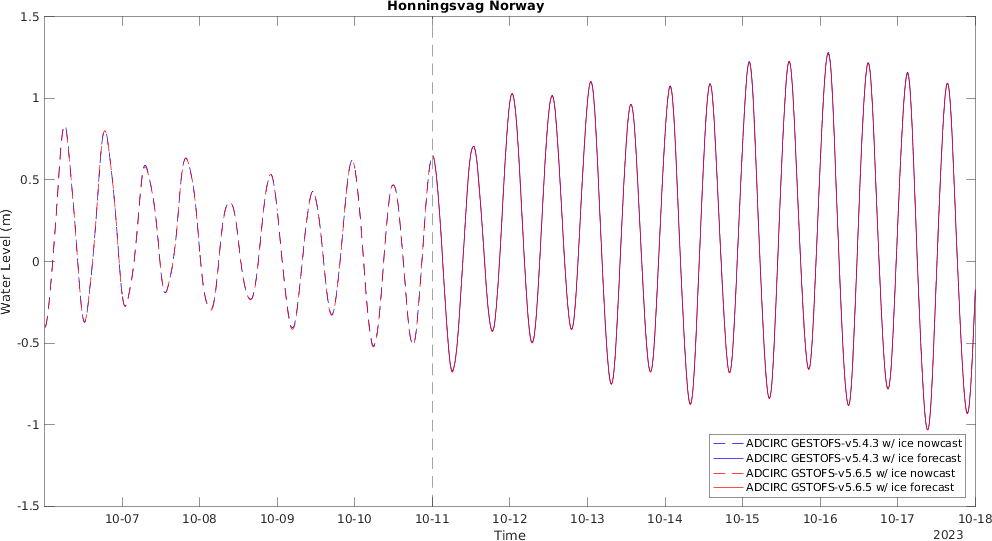 Honningsvag Norway
1.5
1
0.5
0
-0.5
-1
-1.5
Water Level (m)
10-07 10-08 10-09 10-10 10-11 10-12 10-13 10-14 10-15 10-16 10-17 10-18
Time
2023
ADCIRC GESTOFS-v5.4.3 w/ ice nowcast
ADCIRC GESTOFS-v5.4.3 w/ ice forecast
ADCIRC GSTOFS-v5.6.5 w/ ice nowcast
ADCIRC GSTOFS-v5.6.5 w/ ice forecast